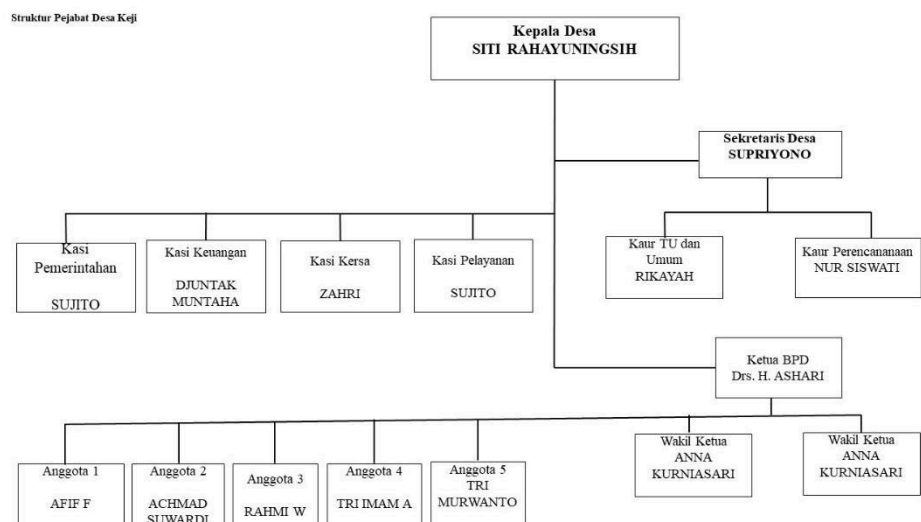 Struktur Pejabat Desa Keji
Kepala Desa
SITI RAHAYUNINGSIH
Sekretaris Desa
SUPRIYONO
Kasi
Pemerintahan
SUJITO
Kasi Keuangan
DJUNTAK
MUNTAHA
Kasi Kersa
ZAHRI
Kasi Pelayanan
SUJITO
Kaur TU dan
Umum
RIKAYAH
Kaur Perencananaan
NUR SISWATI
Ketua BPD
Drs. H. ASHARI
Anggota 1
AFIF F
Anggota 2
ACHMAD
SUWARDI
Anggota 3
RAHMI W
Anggota 4
TRI IMAM A
Anggota 5
TRI
MURWANTO
Wakil Ketua
ANNA
KURNIASARI
Wakil Ketua
ANNA
KURNIASARI